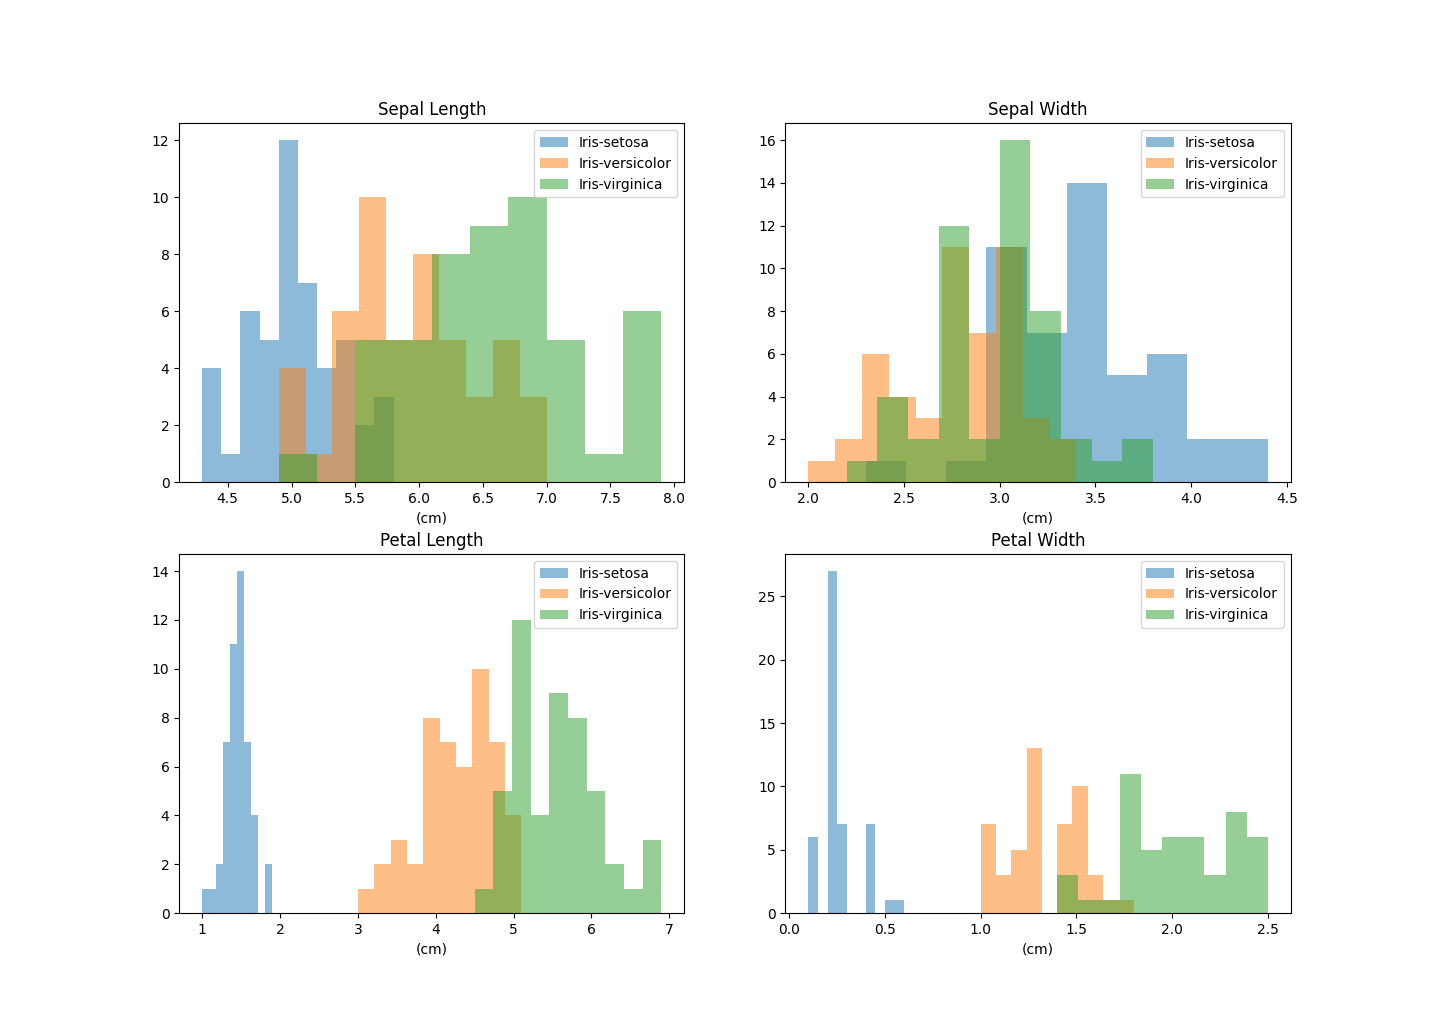 Sepal Length
12
10
8
6
4
2
0
Iris-setosa
Iris-versicolor
Iris-virginica
4.5 5.0 5.5 6.0 6.5 7.0 7.5 8.0
(cm)
Sepal Width
16
14
12
10
8
6
4
2
0
Iris-setosa
Iris-versicolor
Iris-virginica
2.0 2.5 3.0 3.5 4.0 4.5
(cm)
Petal Length
14
12
10
8
6
4
2
0
Iris-setosa
Iris-versicolor
Iris-virginica
1 2 3 4 5 6 7
(cm)
Petal Width
25
20
15
10
5
0
Iris-setosa
Iris-versicolor
Iris-virginica
0.0 0.5 1.0 1.5 2.0 2.5
(cm)